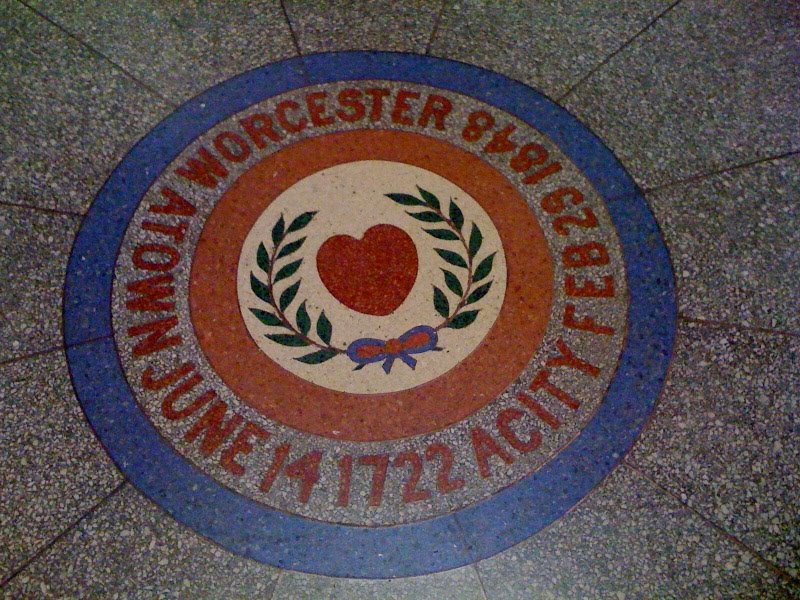 WORCESTER
A TOWN JUNE 14 1722
A CITY FEB 29 1848